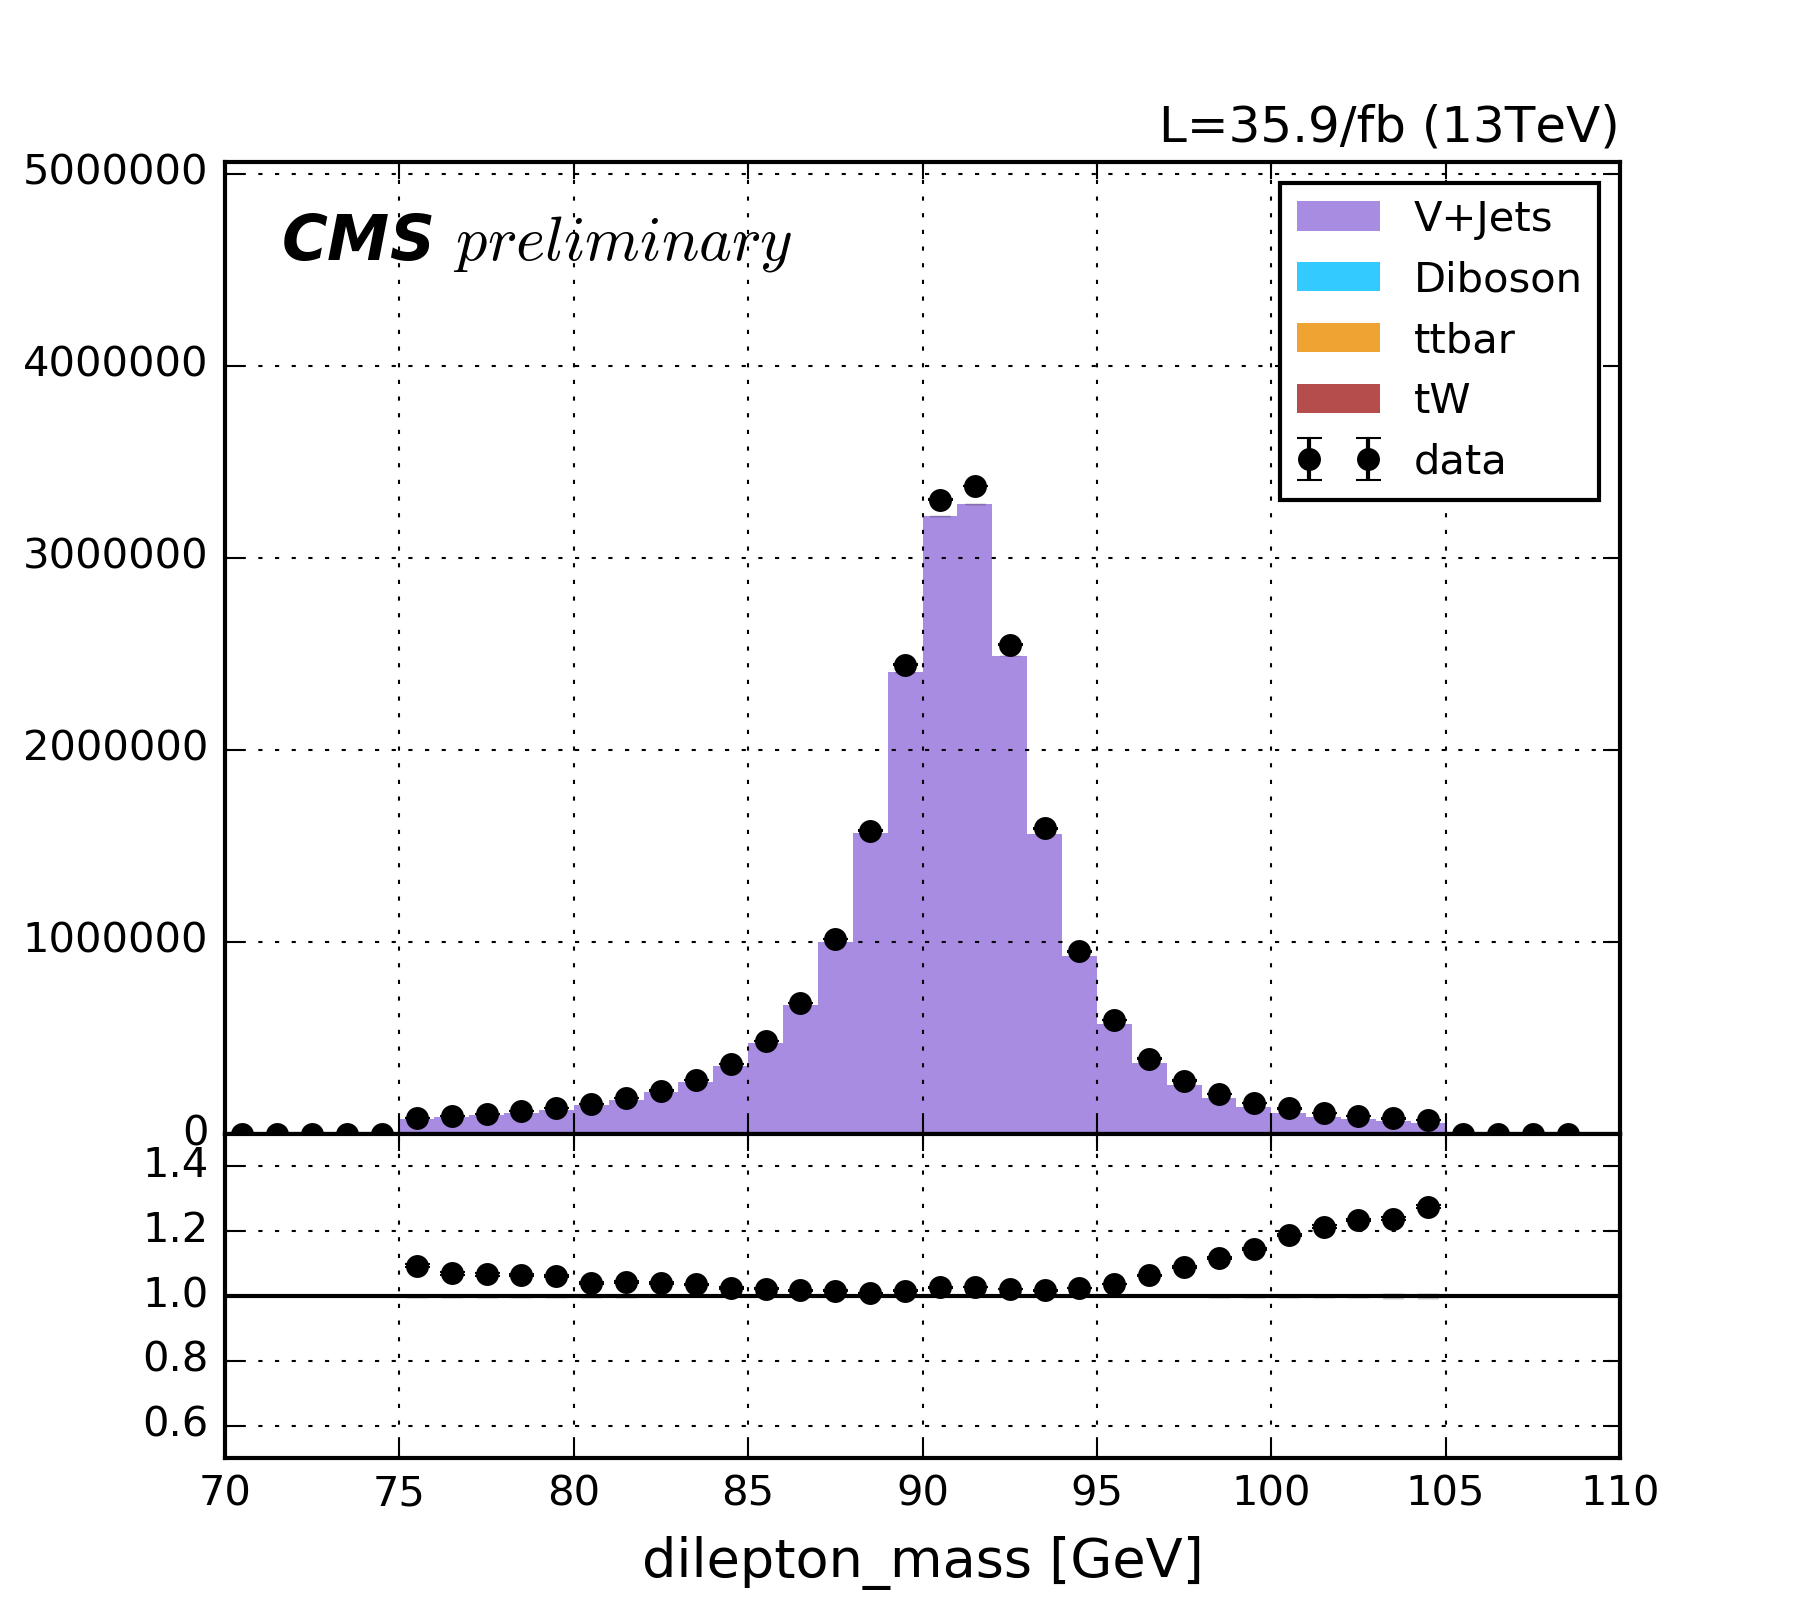 L=35.9/fb (13TeV)
CMS preliminary
V+Jets
Diboson
ttbar
tW
data
5000000
4000000
3000000
2000000
1000000
0
1.4
1.2
1.0
0.8
0.6
70 75 80 85 90 95 100 105 110
dilepton_mass [GeV]